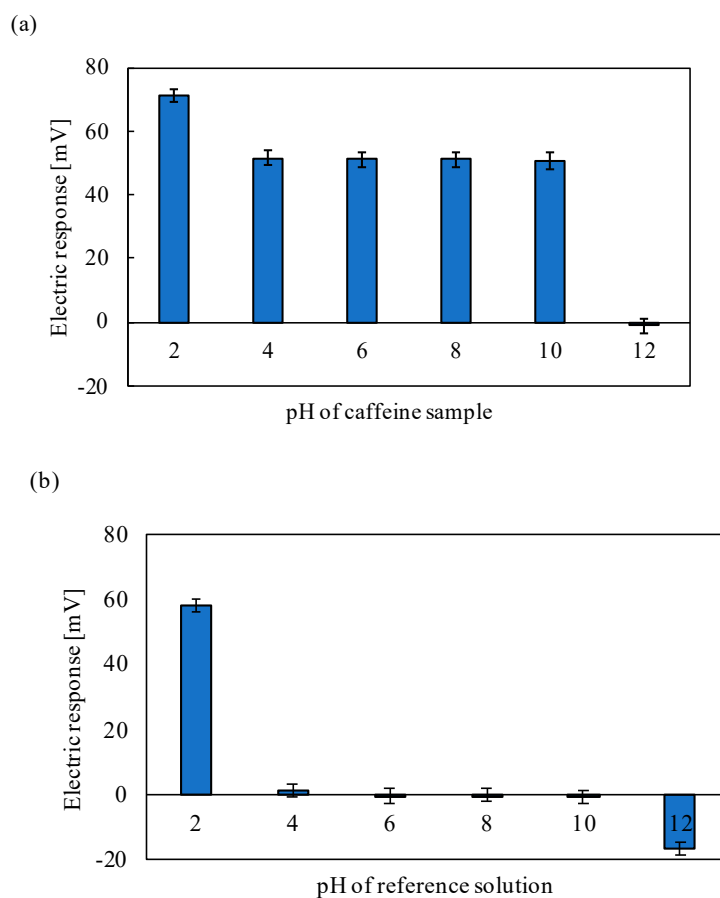 (a)
80
60
40
20
0
-20
Electric response [mV]
2 4 6 8 10 12
pH of caffeine sample
(b)
80
60
40
20
0
-20
Electric response [mV]
2 4 6 8 10 12
pH of reference solution